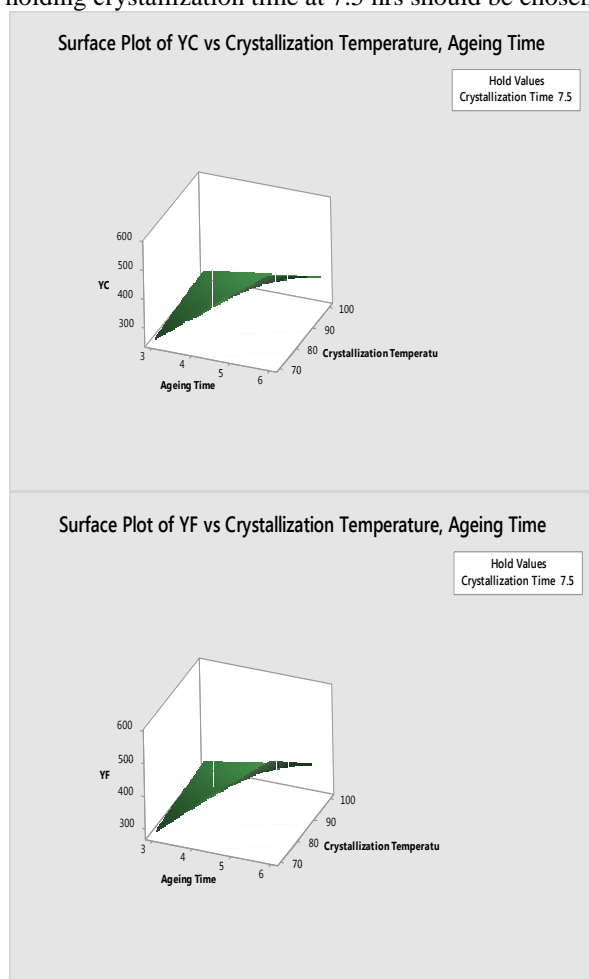 holding crystallization time at 7.5 hrs should be chosen
Surface Plot of YC vs Crystallization Temperature, Ageing Time
Hold Values
Crystallization Time 7.5
600
500
YC
400
300
100
90
80 Crystallization Temperatu
3
4
5
6
70
Ageing Time
Surface Plot of YF vs Crystallization Temperature, Ageing Time
Hold Values
Crystallization Time 7.5
600
500
YF
400
300
100
90
80 Crystallization Temperatu
3
4
5
6
70
Ageing Time